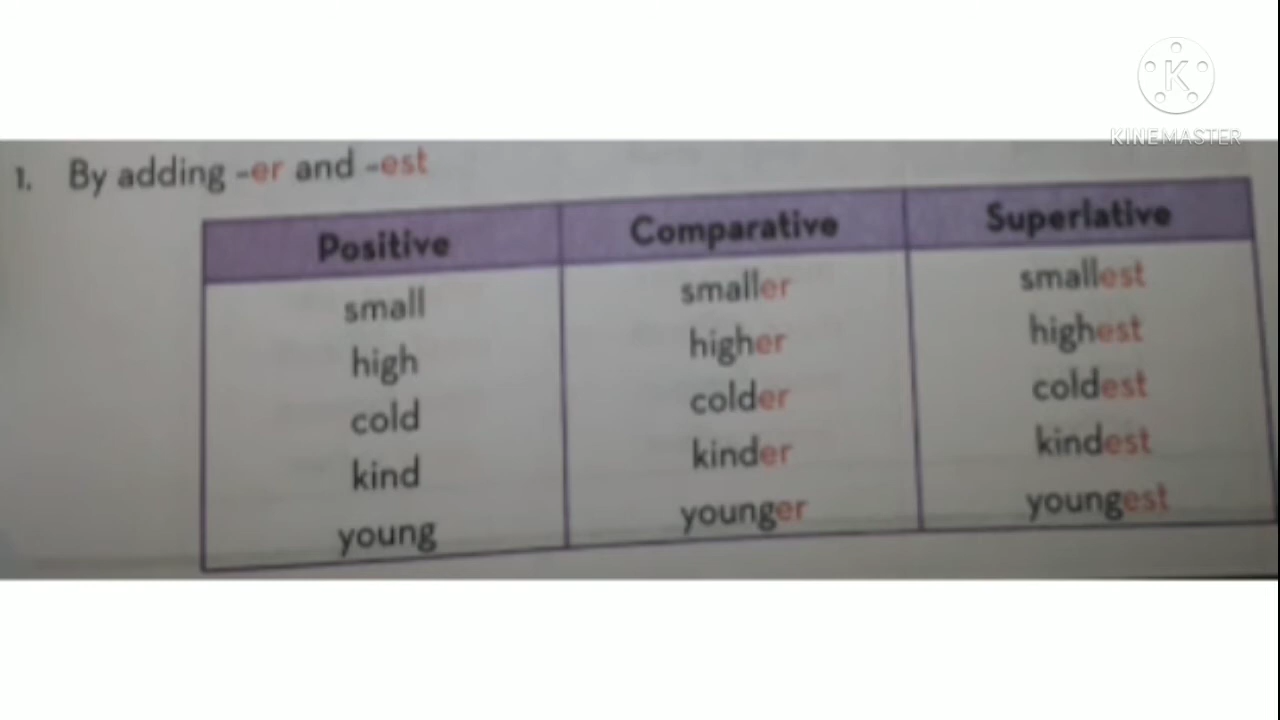 K
KINEMASTER
1. By adding -er and -est
Positive Comparative Superlative
small smaller smallest
high higher highest
cold colder coldest
kind kinder kindest
young younger youngest